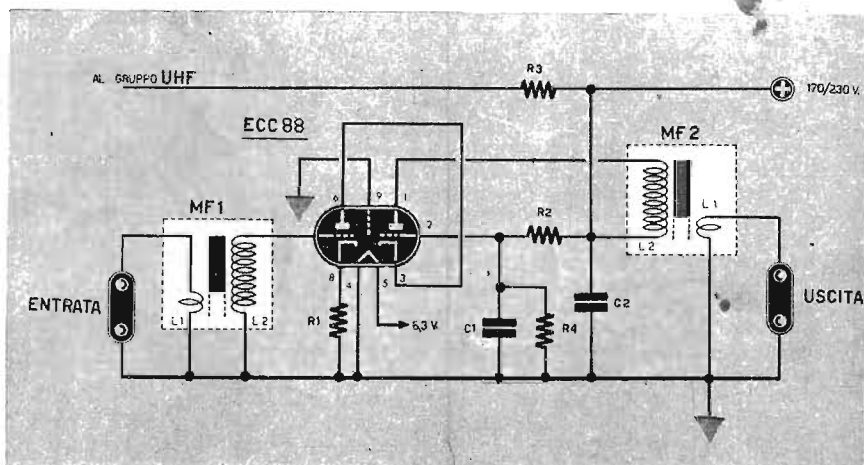 AL GRUPPO UHF
R3
170/230 V.
ECC 88
MF2
6
9
1
MF1
L1
L2
2
R2
8
4
5
3
ENTRATA
R1
6,3 V.
C1
R4
C2
USCITA
L1
L2